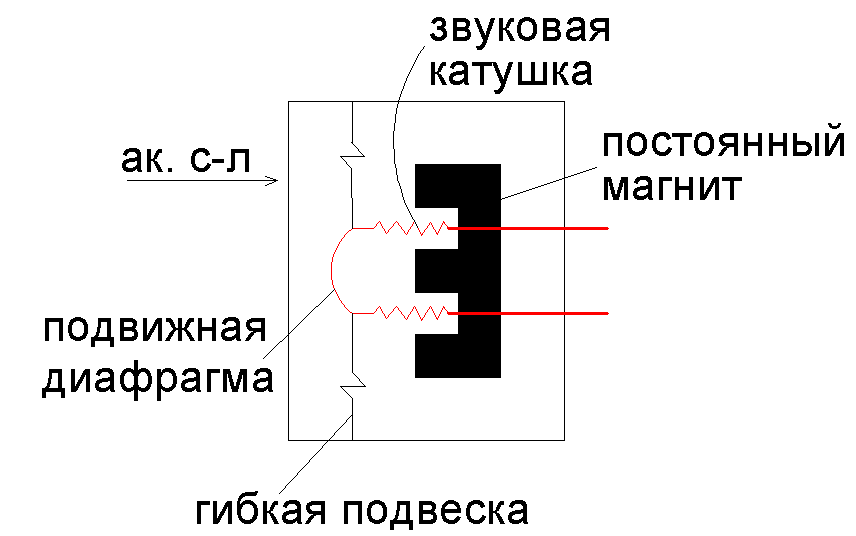 звуковая
катушка
постоянный
магнит
ак. с-л
подвижная
диафрагма
гибкая подвеска